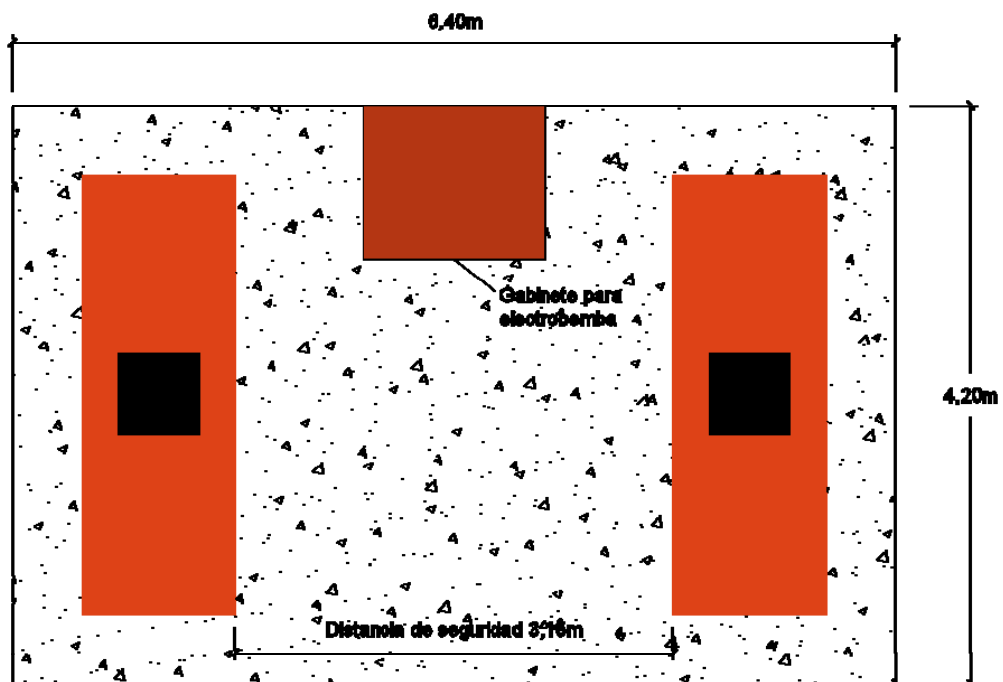 6,40m
Gabinete para
electrobomba
4,20m
Distancia de seguridad 3,16m